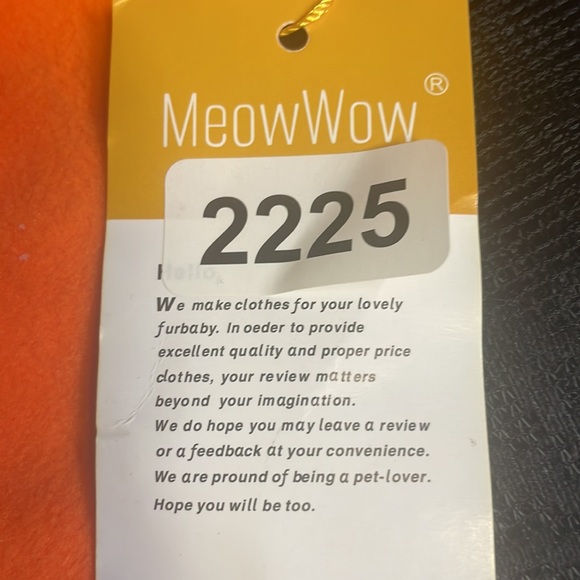 MeowWow®
2225
Hello,
We make clothes for your lovely
furbaby. In oeder to provide
excellent quality and proper price
clothes, your review matters
beyond your imagination.
We do hope you may leave a review
or a feedback at your convenience.
We are pround of being a pet-lover.
Hope you will be too.